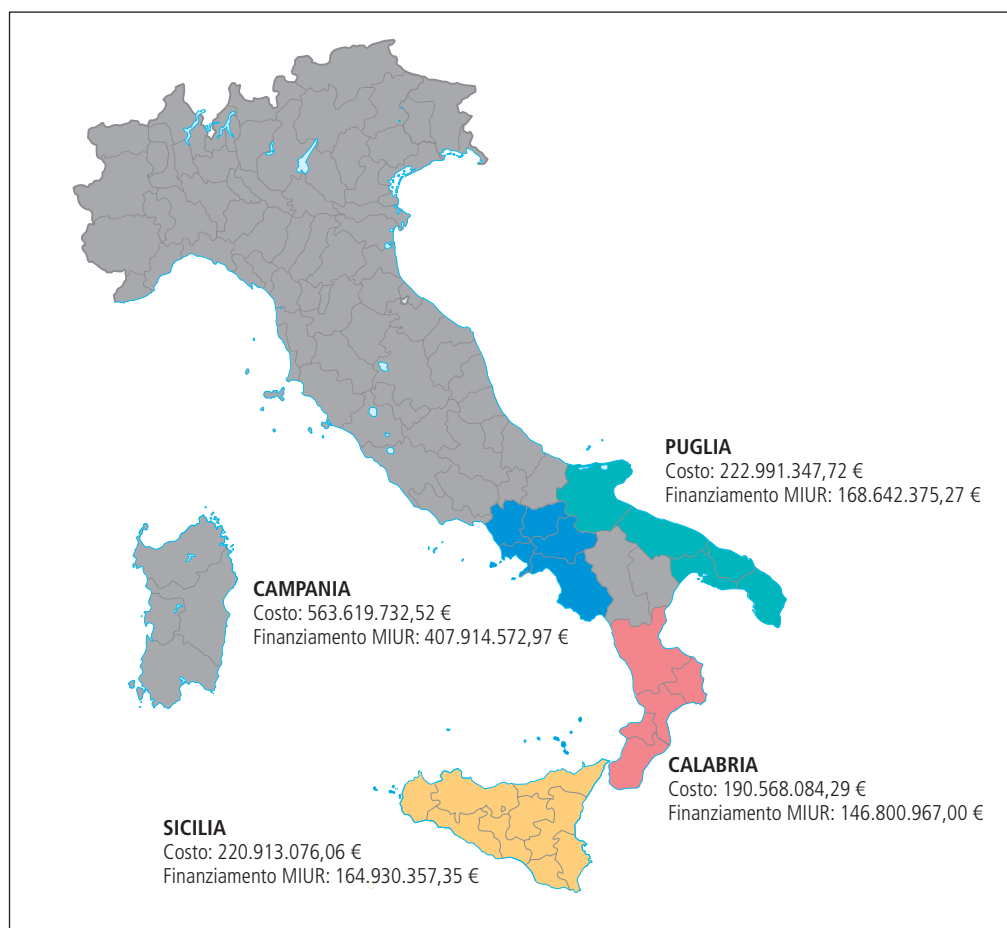 PUGLIA
Costo: 222.991.347,72 €
Finanziamento MIUR: 168.642.375,27 €
CAMPANIA
Costo: 563.619.732,52 €
Finanziamento MIUR: 407.914.572,97 €
CALABRIA
Costo: 190.568.084,29 €
Finanziamento MIUR: 146.800.967,00 €
SICILIA
Costo: 220.913.076,06 €
Finanziamento MIUR: 164.930.357,35 €